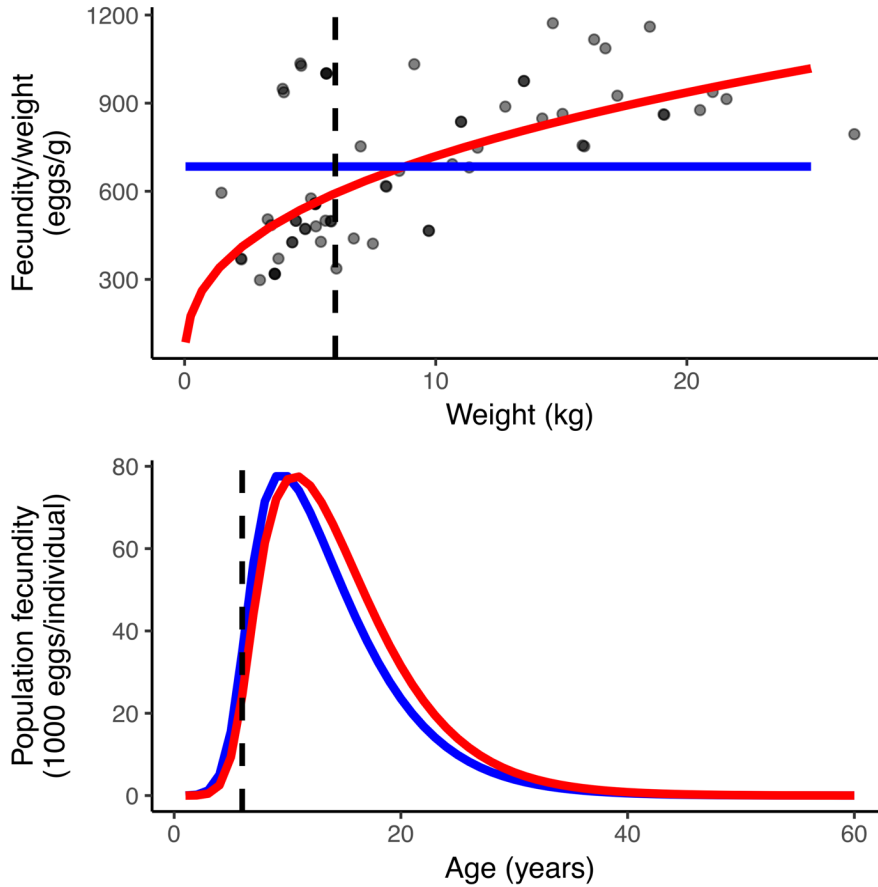 Fecundity/weight
(eggs/g)
1200
900
600
300
0
10
20
Weight (kg)
Population fecundity
(1000 eggs/individual)
80
60
40
20
0
0
20
40
60
Age (years)